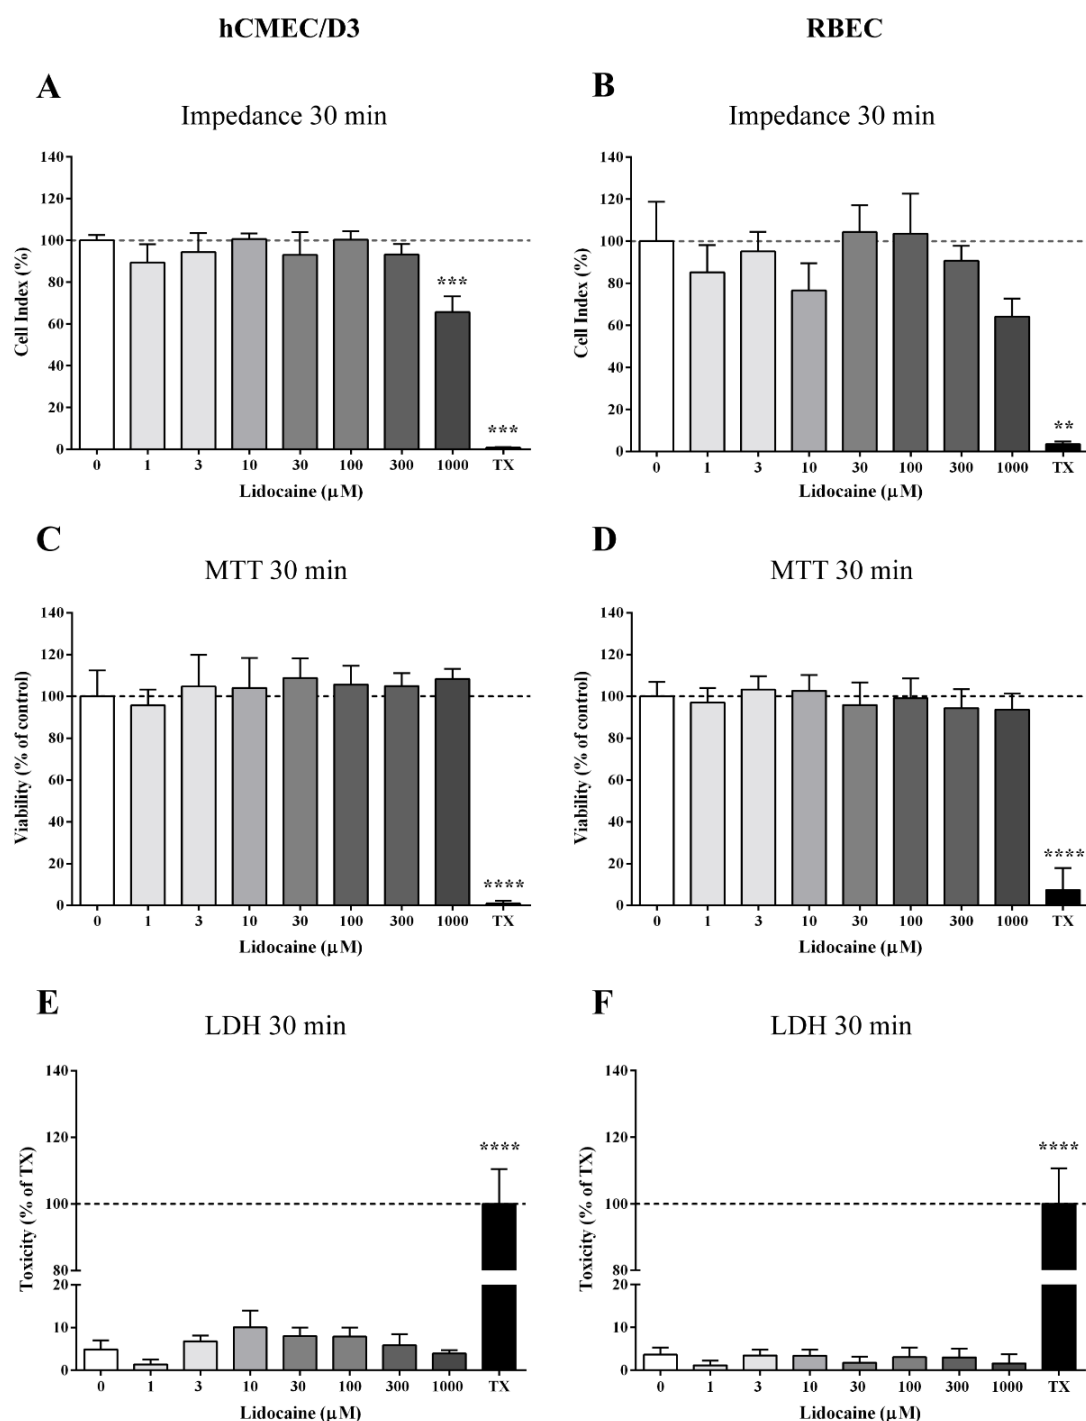 hCMEC/D3 RBEC
A B
Impedance 30 min Impedance 30 min
140 140
120 120
100 100
80 *** 80
60 60
40 40
20 *** 20 **
0 0
Cell Index (%) Cell Index (%)
0 1 3 10 30 100 300 1000 TX 0 1 3 10 30 100 300 1000 TX
Lidocaine (μM) Lidocaine (μM)
C D
MTT 30 min MTT 30 min
140 140
120 120
100 100
80 80
60 60
40 40
20 **** 20 ****
0 0
Viability (% of control) Viability (% of control)
0 1 3 10 30 100 300 1000 TX 0 1 3 10 30 100 300 1000 TX
Lidocaine (μM) Lidocaine (μM)
E F
LDH 30 min LDH 30 min
140 140
120 **** 120 ****
100 100
80 80
20 20
10 10
0 0
Toxicity (% of TX) Toxicity (% of TX)
0 1 3 10 30 100 300 1000 TX 0 1 3 10 30 100 300 1000 TX
Lidocaine (μM) Lidocaine (μM)